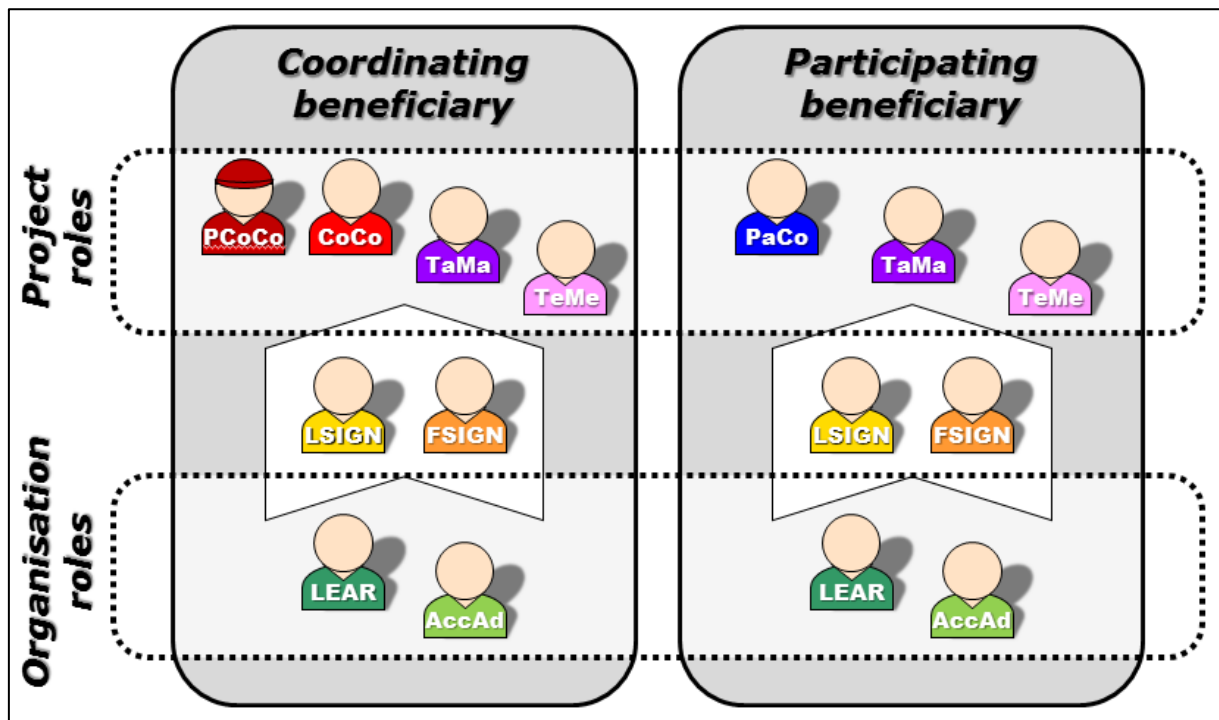 Coordinating
beneficiary
Participating
beneficiary
Project
roles
PCoCo
CoCo
TaMa
TeMe
PaCo
TaMa
TeMe
LSIGN
FSIGN
LSIGN
FSIGN
Organisation
roles
LEAR
AccAd
LEAR
AccAd